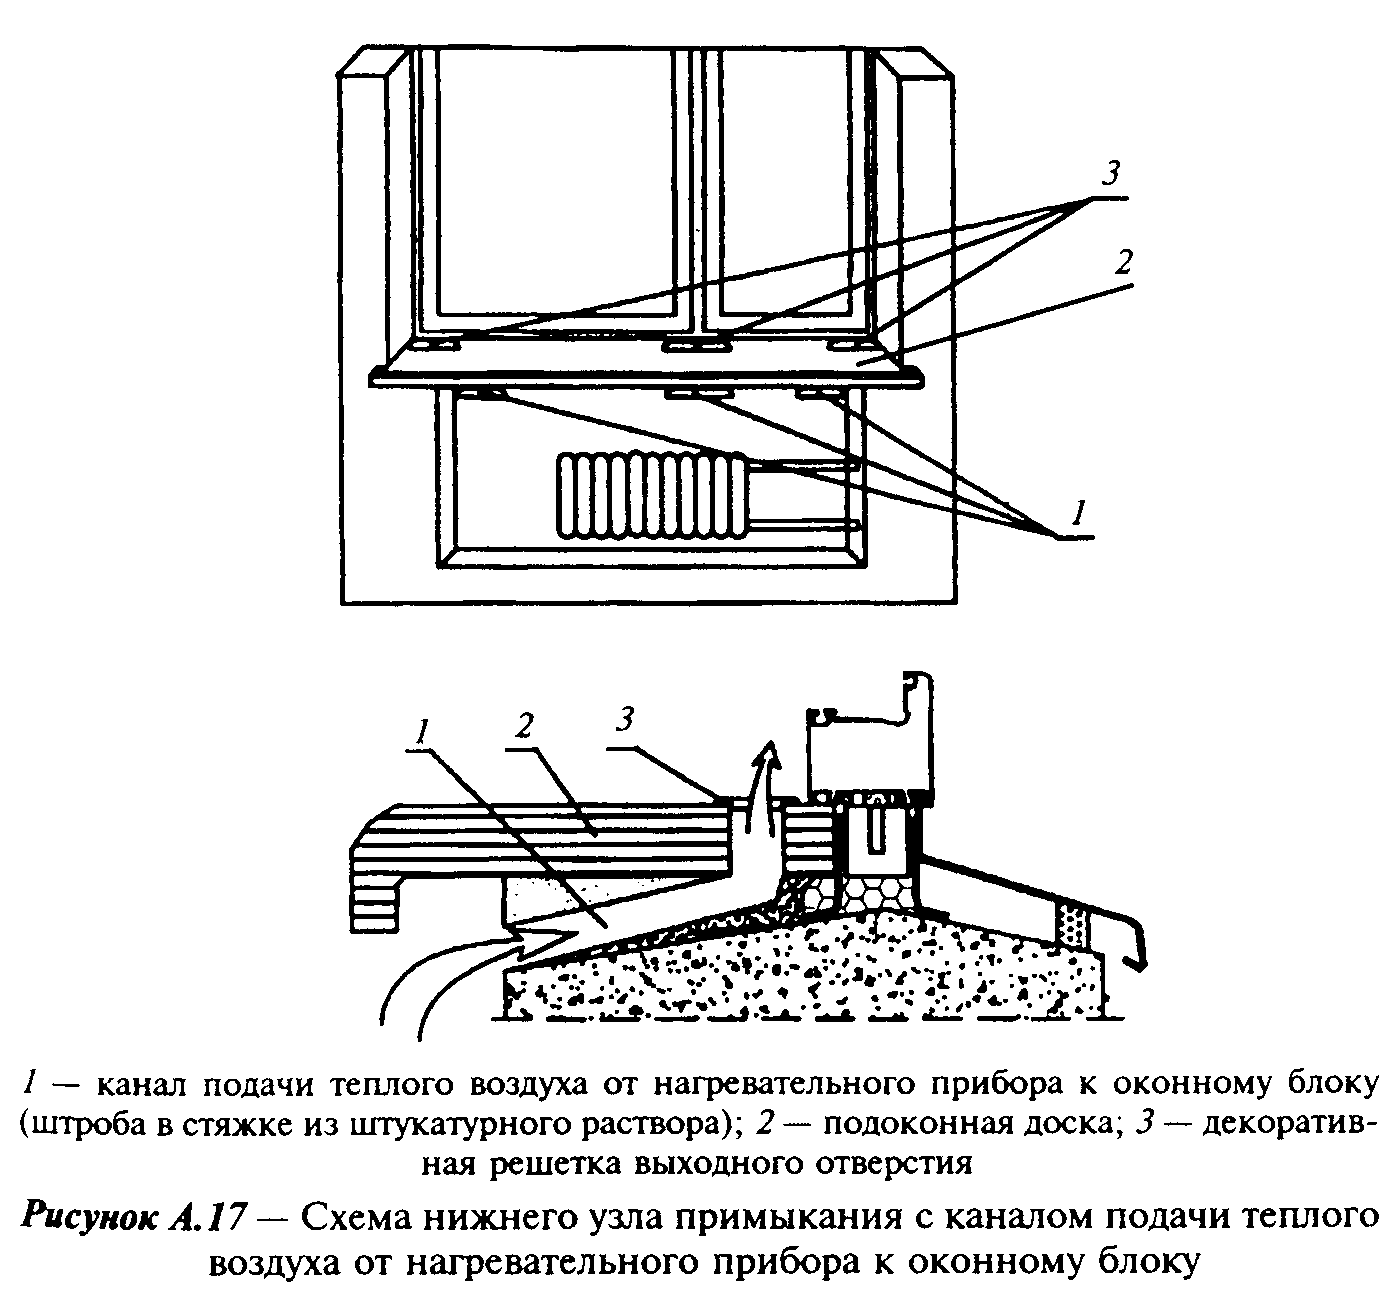 3
2
1
1
2
3
1
1 — канал подачи теплого воздуха от нагревательного прибора к оконному блоку
(штроба в стяжке из штукатурного раствора); 2 — подоконная доска; 3 — декоратив-
ная решетка выходного отверстия
Рисунок А.17 — Схема нижнего узла примыкания с каналом подачи теплого
воздуха от нагревательного прибора к оконному блоку